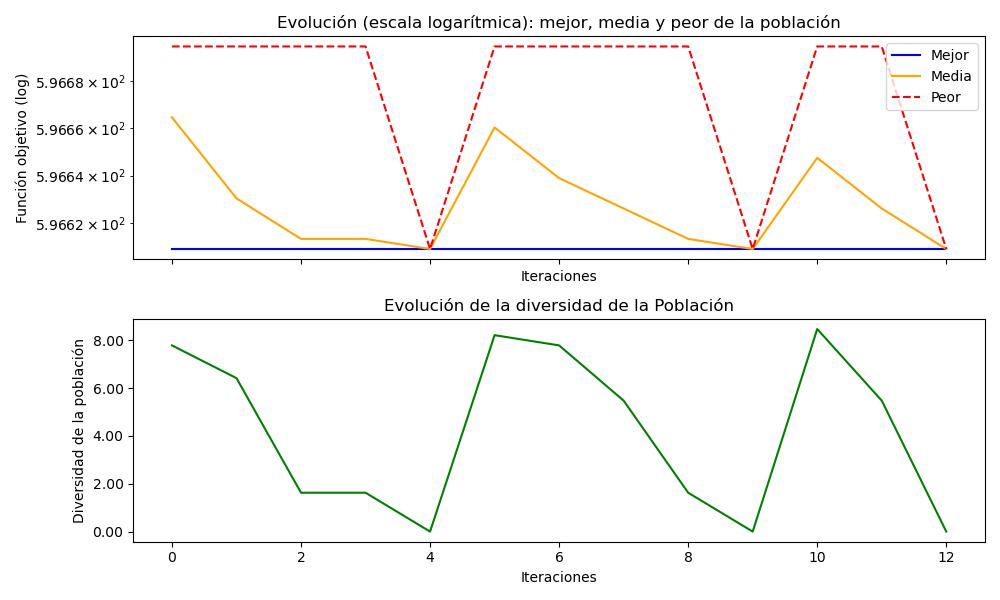 Evolución (escala logarítmica): mejor, media y peor de la población
Función objetivo (log)
5.9668 × 10²
5.9666 × 10²
5.9664 × 10²
5.9662 × 10²
Mejor
Media
Peor
Iteraciones
Evolución de la diversidad de la Población
Diversidad de la población
8.00
6.00
4.00
2.00
0.00
0 2 4 6 8 10 12
Iteraciones